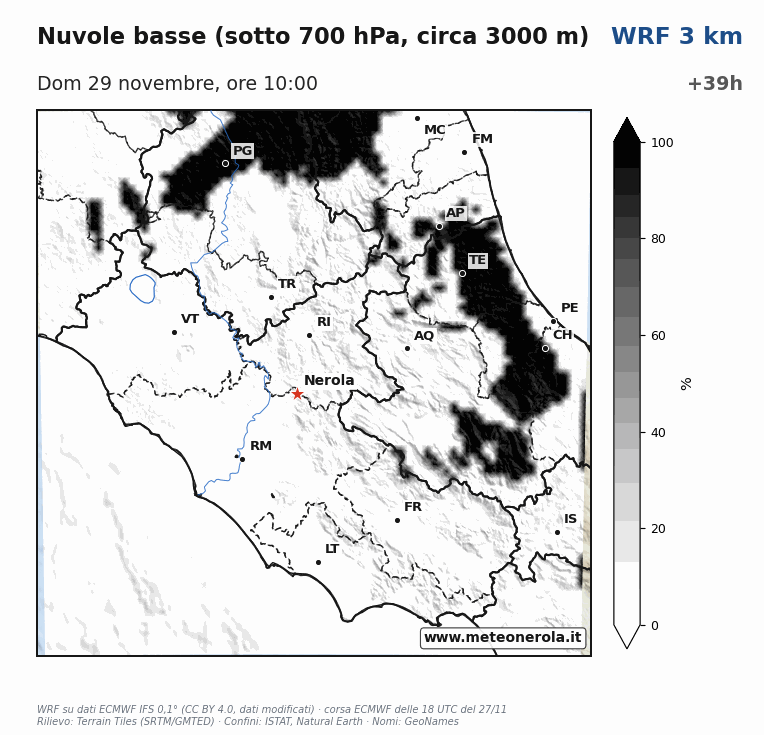 Nuvole basse (sotto 700 hPa, circa 3000 m) WRF 3 km
Dom 29 novembre, ore 10:00 +39h
MC
FM
PG
AP
TE
TR
PE
VT
RI
AQ
CH
Nerola
RM
FR
IS
LT
www.meteonerola.it
100
80
60
40
20
0
%
WRF su dati ECMWF IFS 0,1° (CC BY 4.0, dati modificati) · corsa ECMWF delle 18 UTC del 27/11
Rilievo: Terrain Tiles (SRTM/GMTED) · Confini: ISTAT, Natural Earth · Nomi: GeoNames